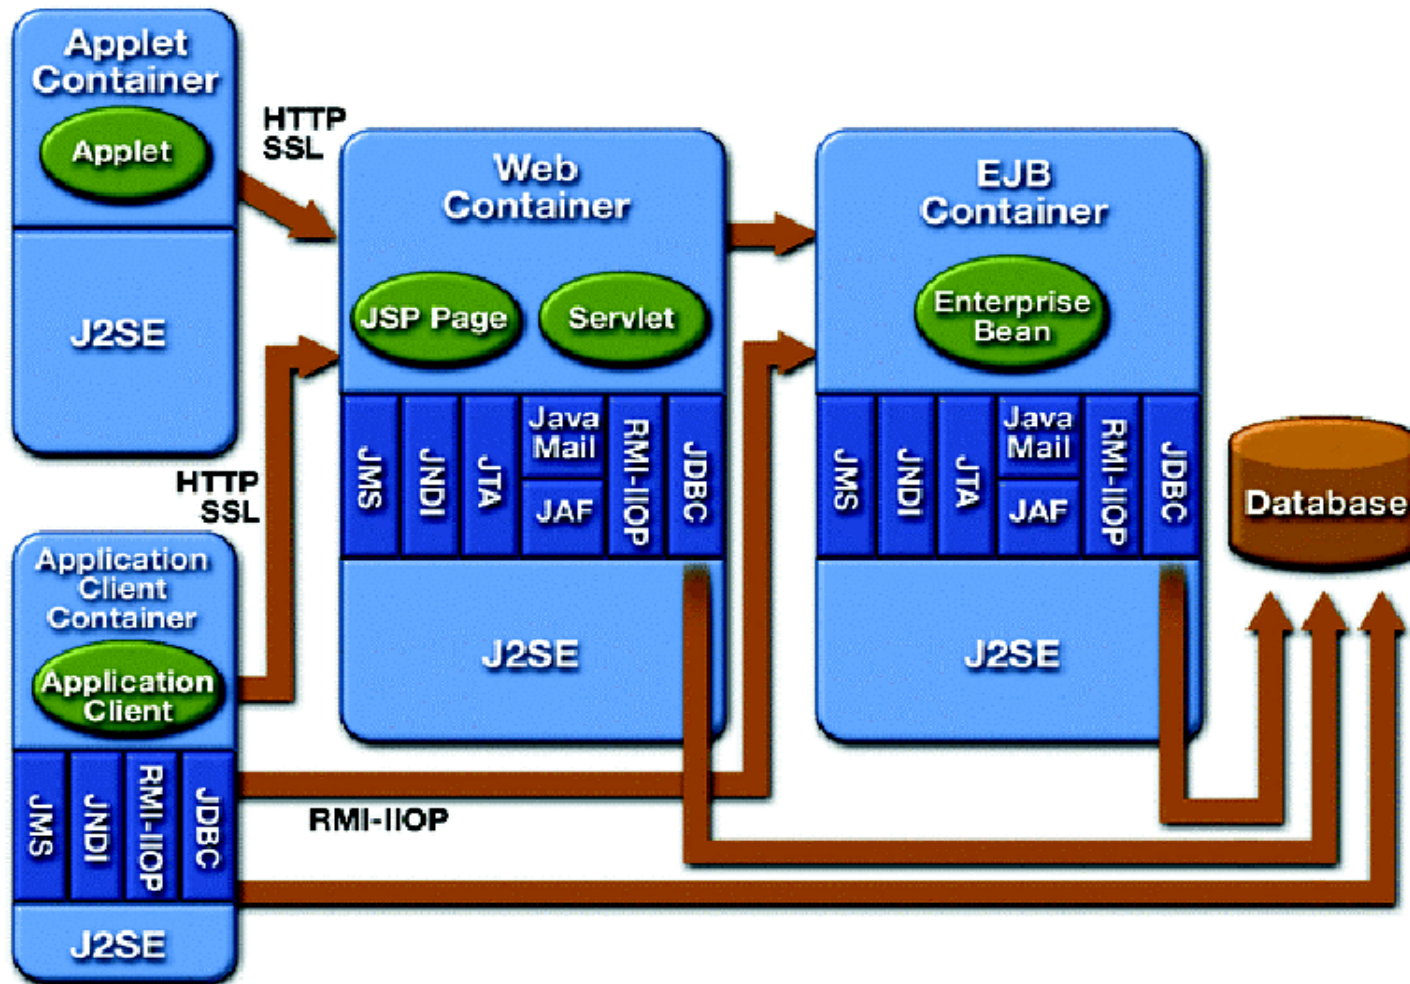 Applet
Container
Applet
J2SE
HTTP
SSL
Web
Container
JSP Page
Servlet
JMS
JNDI
JTA
Java
Mail
JAF
RMI-IIOP
JDBC
J2SE
EJB
Container
Enterprise
Bean
JMS
JNDI
JTA
Java
Mail
JAF
RMI-IIOP
JDBC
J2SE
Database
HTTP
SSL
Application
Client
Container
Application
Client
JMS
JNDI
RMI-IIOP
JDBC
J2SE
RMI-IIOP